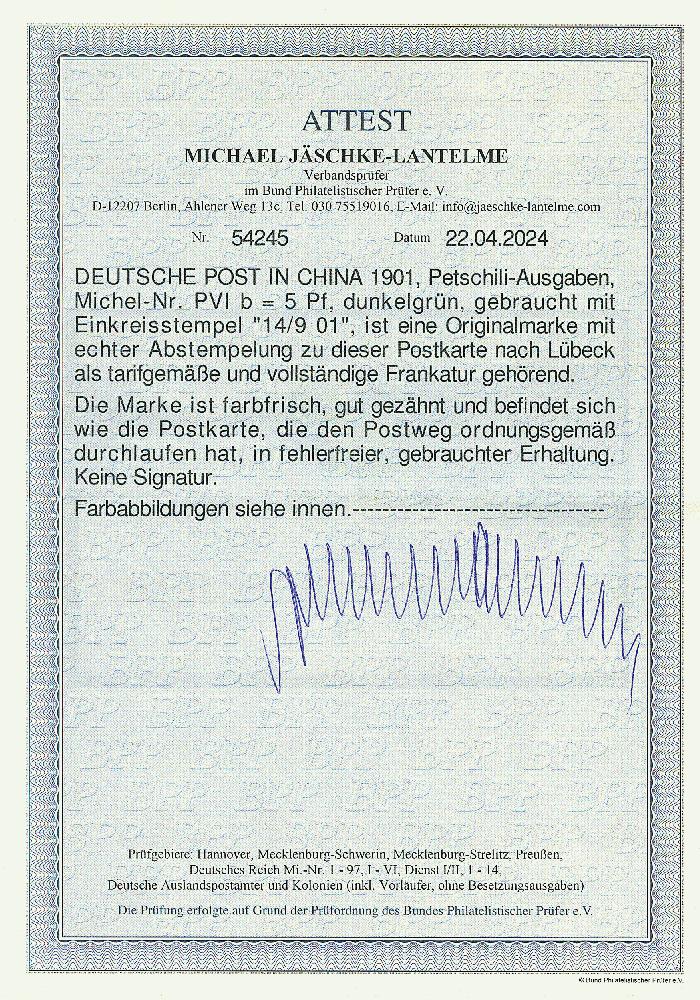 ATTEST
MICHAEL JÄSCHKE-LANTELME
Verbandsprüfer
im Bund Philatelistischer Prüfer e. V.
D-12207 Berlin, Ahlener Weg 13c, Tel. 030 75519016, E-Mail: info@jaeschke-lantelme.com
Nr. 54245 Datum 22.04.2024
DEUTSCHE POST IN CHINA 1901, Petschili-Ausgaben,
Michel-Nr. PVI b = 5 Pf, dunkelgrün, gebraucht mit
Einkreisstempel "14/9 01", ist eine Originalmarke mit
echter Abstempelung zu dieser Postkarte nach Lübeck
als tarifgemäße und vollständige Frankatur gehörend.
Die Marke ist farbfrisch, gut gezähnt und befindet sich
wie die Postkarte, die den Postweg ordnungsgemäß
durchlaufen hat, in fehlerfreier, gebrauchter Erhaltung.
Keine Signatur.
Farbabbildungen siehe innen.--------------------------------
Prüfgebiete: Hannover, Mecklenburg-Schwerin, Mecklenburg-Strelitz, Preußen,
Deutsches Reich Mi.-Nr. 1 - 97, I - VI, Dienst I/II, 1 - 14,
Deutsche Auslandspostämter und Kolonien (inkl. Vorläufer, ohne Besetzungsausgaben)
Die Prüfung erfolgte auf Grund der Prüfordnung des Bundes Philatelistischer Prüfer e.V.
© Bund Philatelistischer Prüfer e.V.